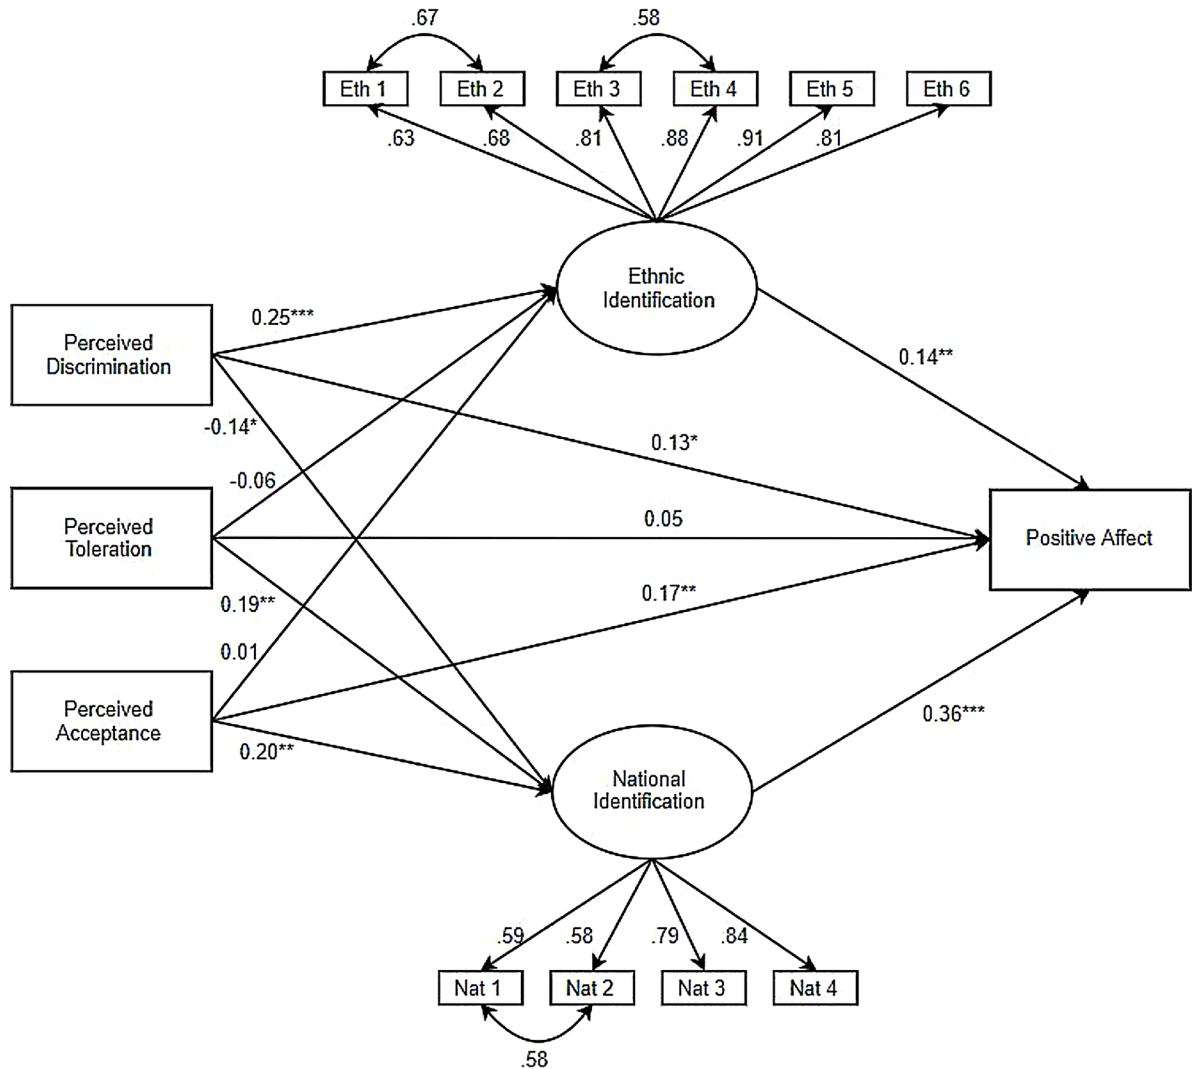 .67
.58
Eth 1
Eth 2
Eth 3
Eth 4
Eth 5
Eth 6
.63
.68
.81
.88
.91
.81
Ethnic
Identification
0.25***
Perceived
Discrimination
0.14**
-0.14*
0.13*
-0.06
Perceived
Toleration
0.05
Positive Affect
0.19**
0.17**
0.01
Perceived
Acceptance
0.20**
0.36***
National
Identification
.59
.58
.79
.84
Nat 1
Nat 2
Nat 3
Nat 4
.58